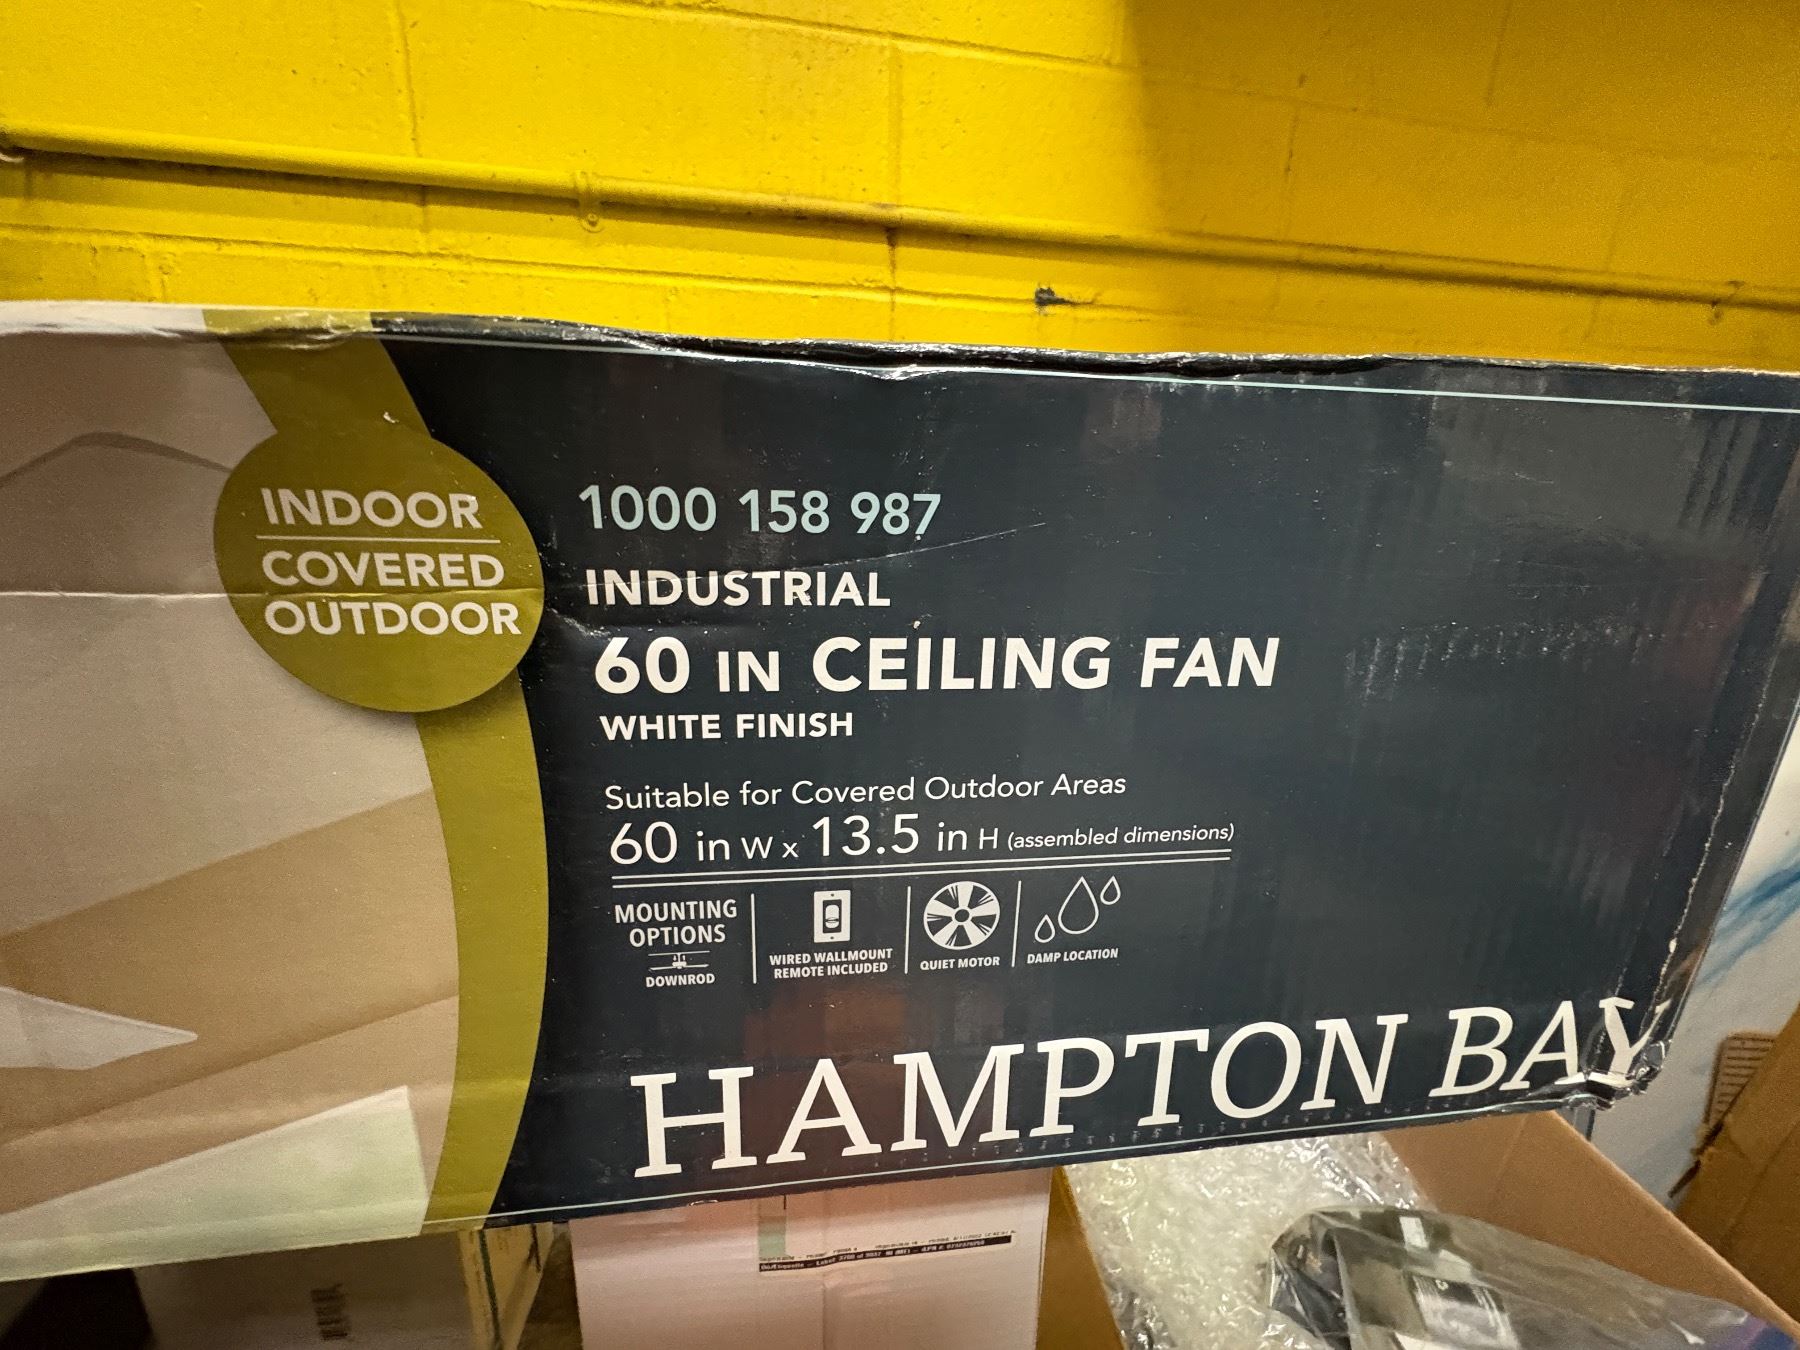 INDOOR
COVERED
OUTDOOR
1000 158 987
INDUSTRIAL
60 IN CEILING FAN
WHITE FINISH
Suitable for Covered Outdoor Areas
60 in W x 13.5 in H (assembled dimensions)
MOUNTING
OPTIONS
DOWNROD
WIRED WALLMOUNT
REMOTE INCLUDED
QUIET MOTOR
DAMP LOCATION
HAMPTON BAY